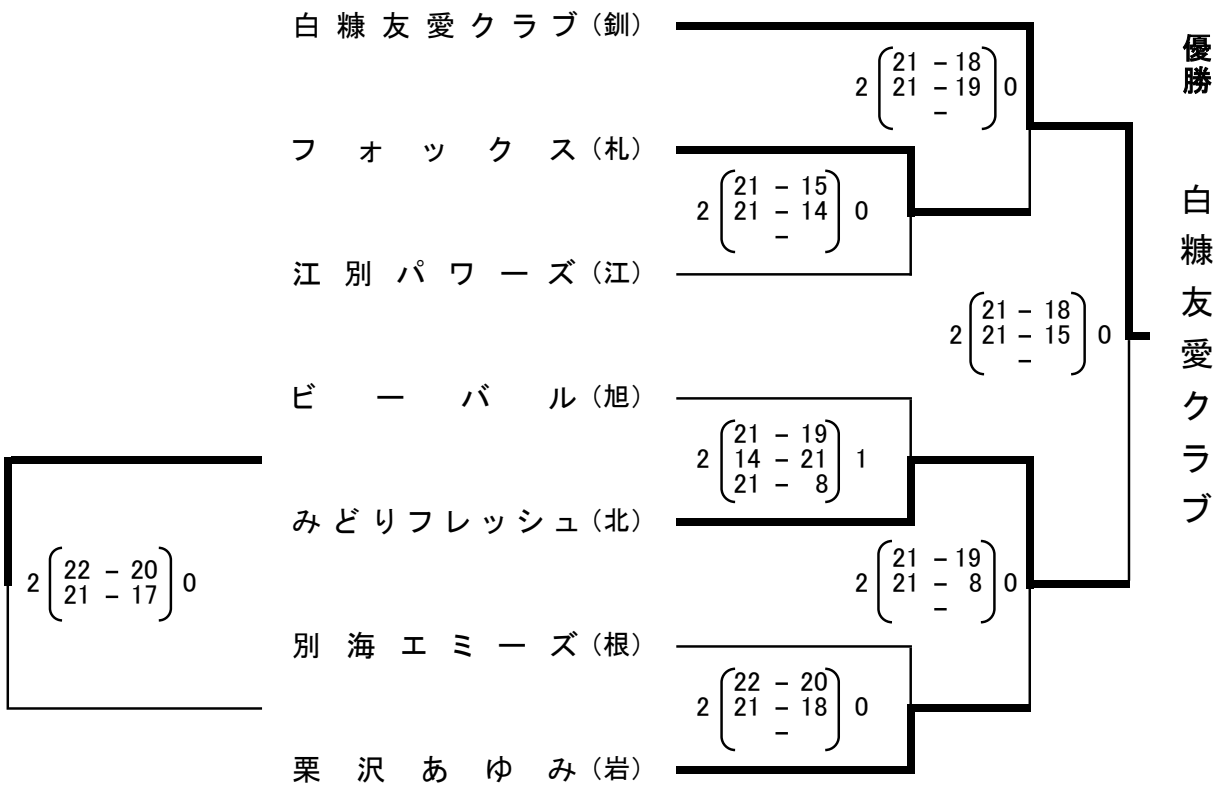 白糠友愛クラブ（釧）
2 21 - 18 0
21 - 19
-
フォックス（札）
2 21 - 15 0
21 - 14
-
江別パワーズ（江）
2 21 - 18 0
21 - 15
-
ビーバル（旭）
2 21 - 19 1
14 - 21
21 - 8
みどりフレッシュ（北）
2 22 - 20 0
21 - 17
2 21 - 19 0
21 - 8
-
別海エミーズ（根）
2 22 - 20 0
21 - 18
-
栗沢あゆみ（岩）
優勝 白糠友愛クラブ